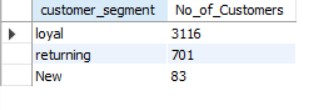 customer_segment No_of_Customers
loyal 3116
returning 701
New 83